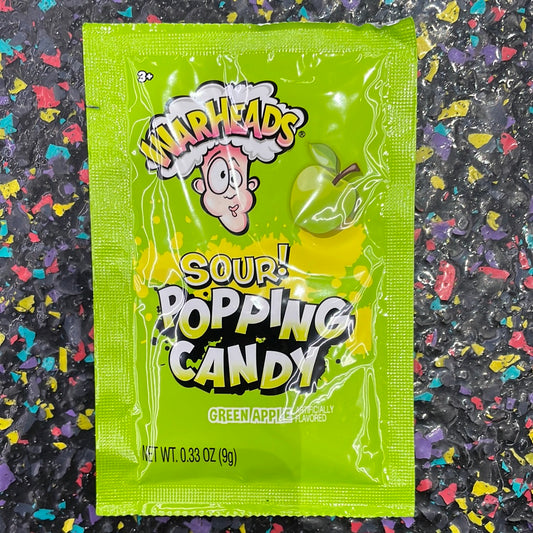 3+
WARHEADS®
SOUR!
POPPING
CANDY
GREEN APPLE ARTIFICIALLY
FLAVORED
NET WT. 0.33 OZ (9g)